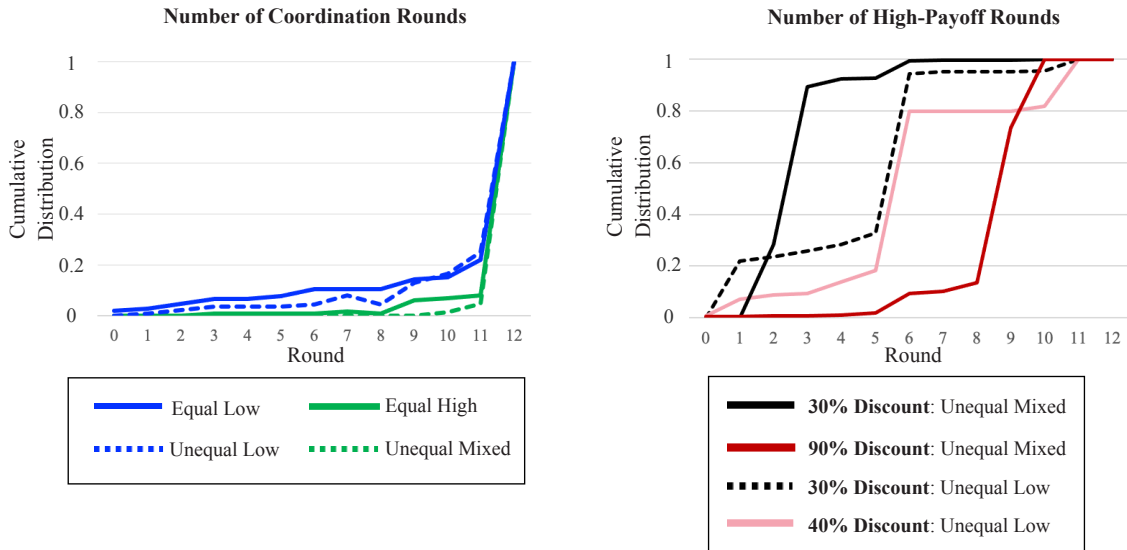 Number of Coordination Rounds
Cumulative
Distribution
1
0.8
0.6
0.4
0.2
0
0 1 2 3 4 5 6 7 8 9 10 11 12
Round
Equal Low
Equal High
Unequal Low
Unequal Mixed
Number of High-Payoff Rounds
Cumulative
Distribution
1
0.8
0.6
0.4
0.2
0
0 1 2 3 4 5 6 7 8 9 10 11 12
Round
30% Discount: Unequal Mixed
90% Discount: Unequal Mixed
30% Discount: Unequal Low
40% Discount: Unequal Low